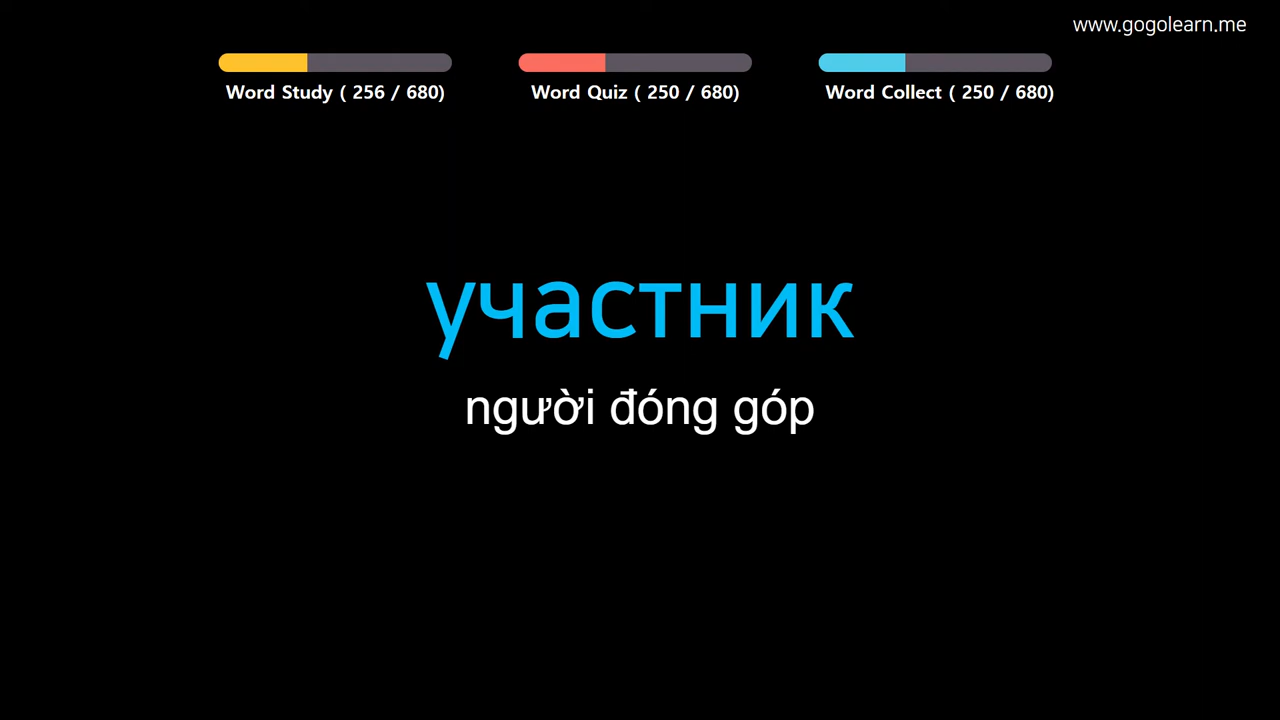 www.gogolearn.me
Word Study ( 256 / 680)
Word Quiz ( 250 / 680)
Word Collect ( 250 / 680)
участник
người đóng góp